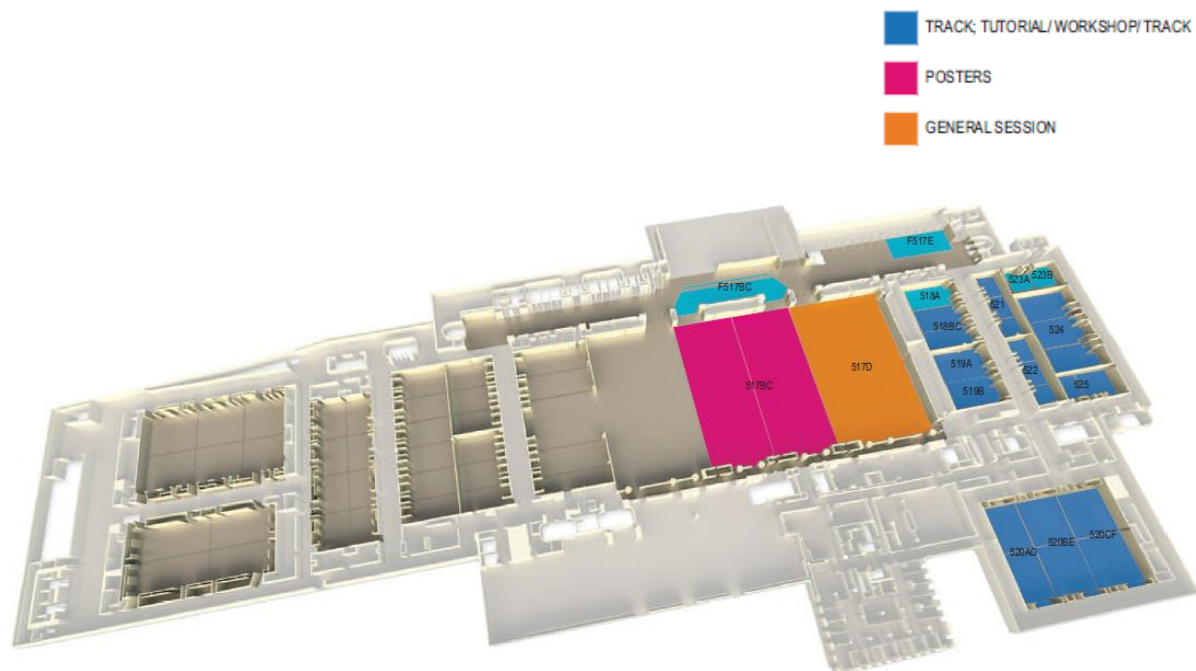 TRACK; TUTORIAL/ WORKSHOP/ TRACK
POSTERS
GENERAL SESSION
F517E
F517BC
523A
523B
518A
521
518BC
524
519A
517D
517BC
522
519B
525
520AD
520BE
520CF